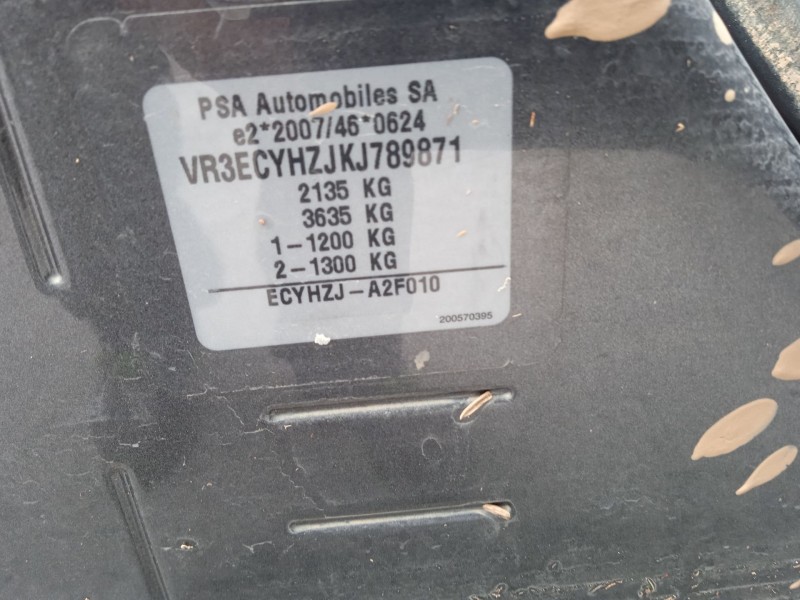 PSA Automobiles SA
e2*2007/46*0624
VR3ECYHZJKJ789871
2135 KG
3635 KG
1-1200 KG
2-1300 KG
ECYHZJ-A2F010
200570395